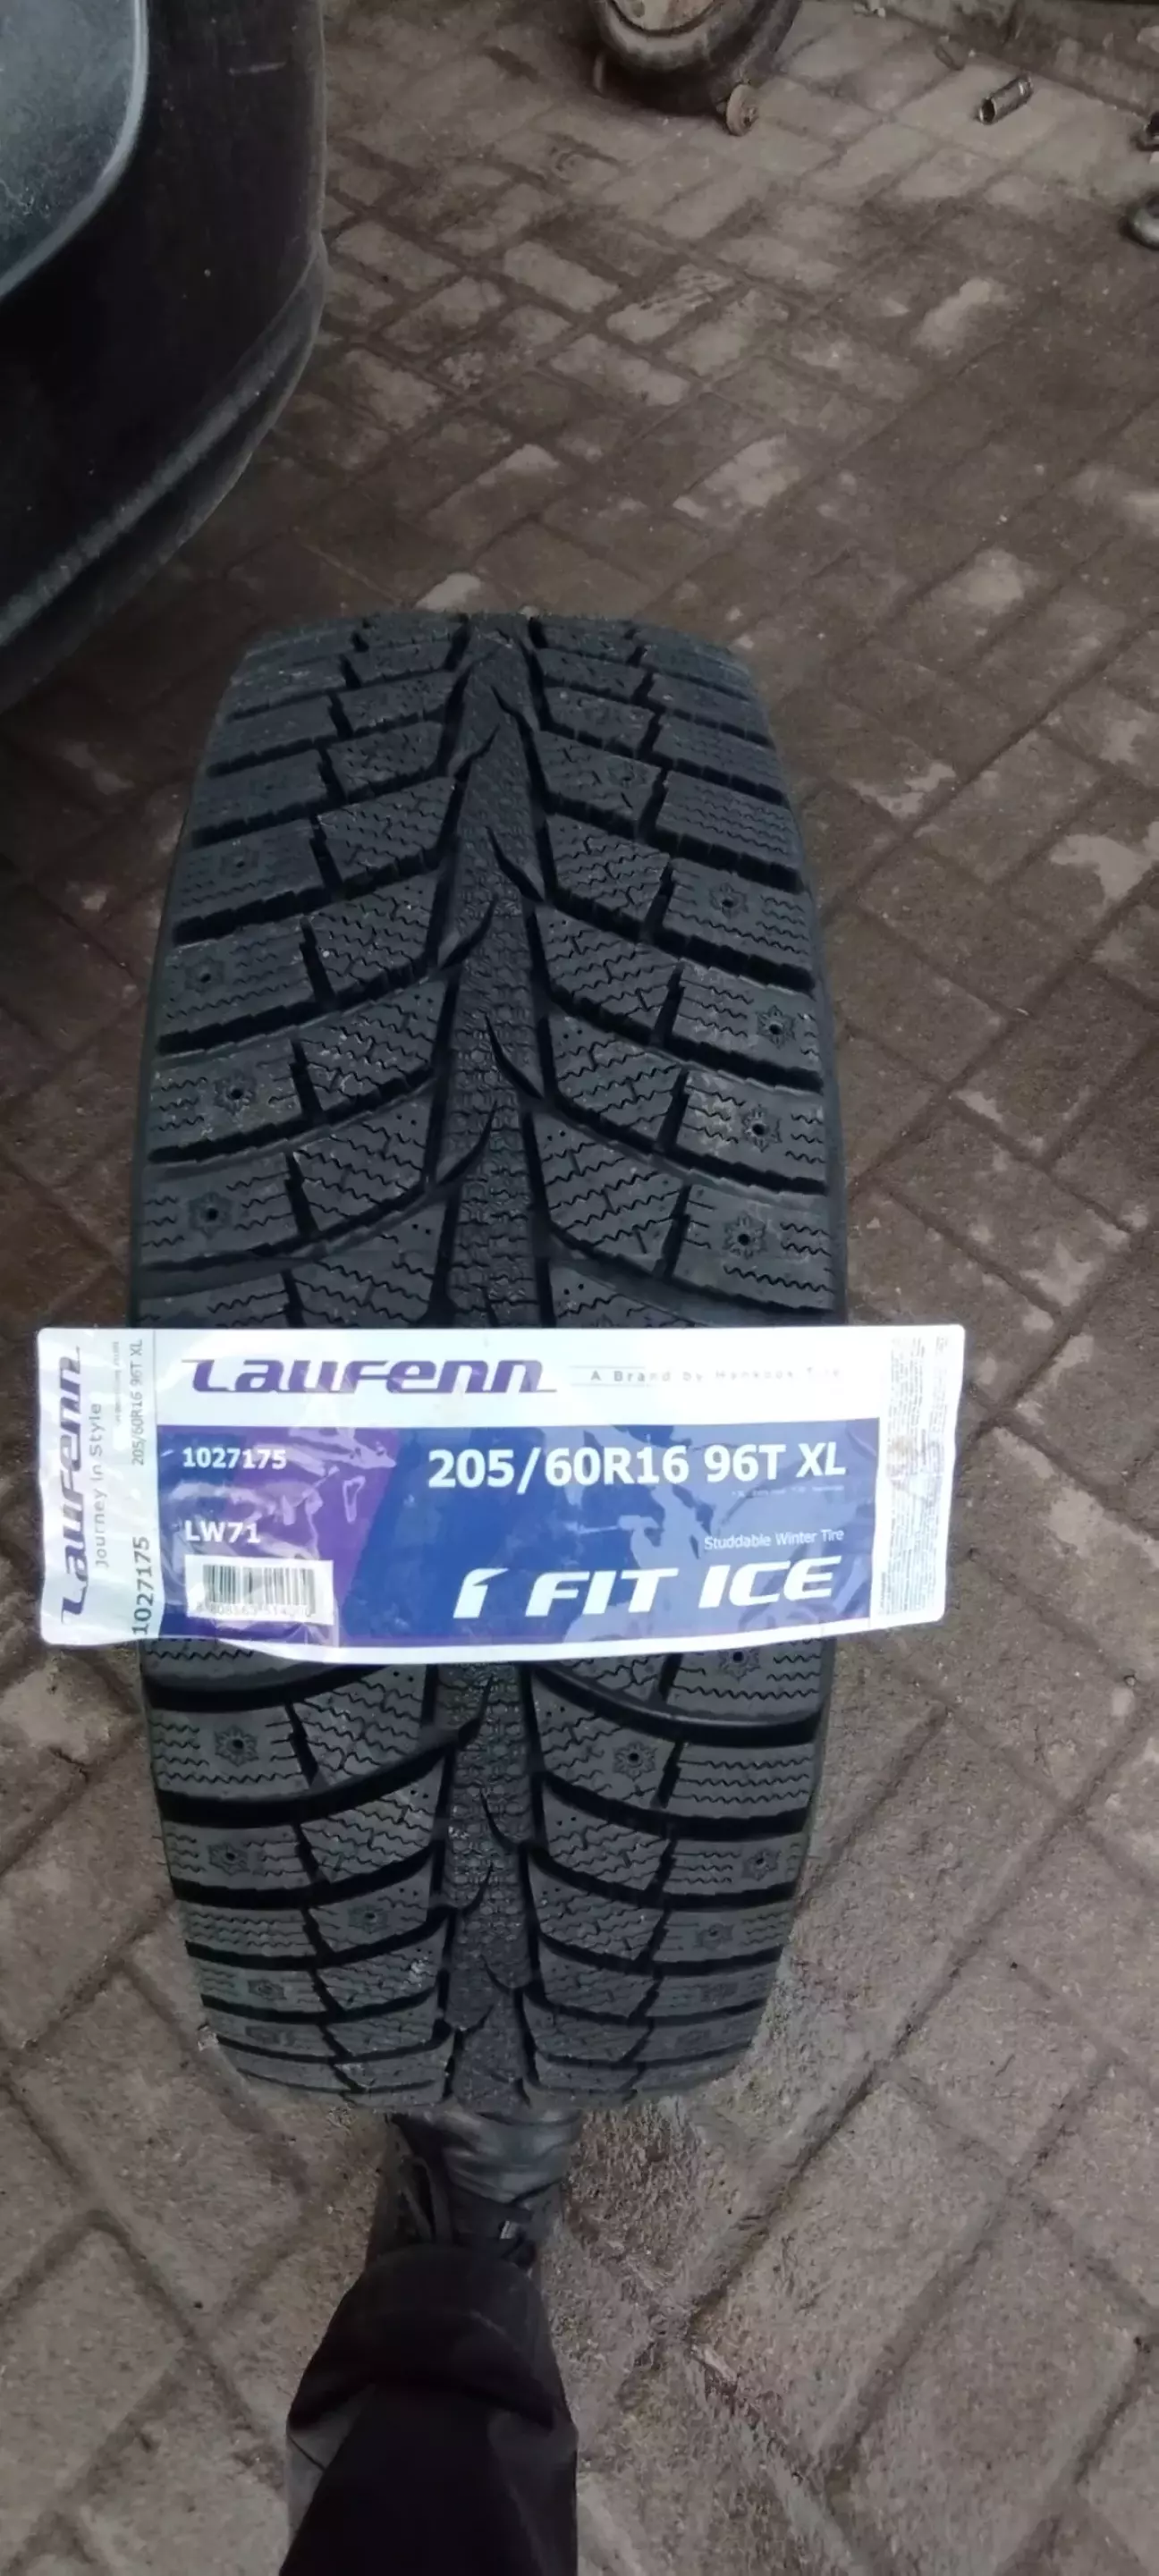 Laufenn
A Brand by Hankook Tire
1027175
205/60R16 96T XL
LW71
Studdable Winter Tire
i FIT ICE
Laufenn
Journey in Style
1027175
205/60R16 96T XL